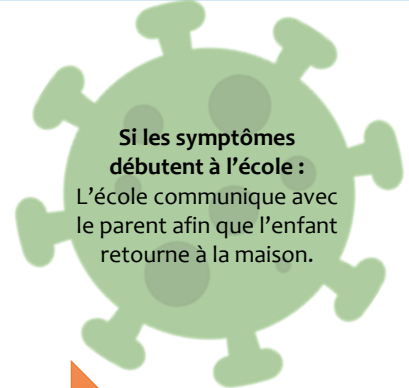 Si les symptômes
débutent à l’école :
L’école communique avec
le parent afin que l’enfant
retourne à la maison.